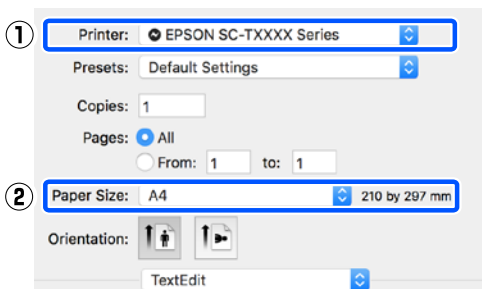 ① Printer: EPSON SC-TXXXX Series
Presets: Default Settings
Copies: 1
Pages: All
From: 1 to: 1
② Paper Size: A4 210 by 297 mm
Orientation:
TextEdit